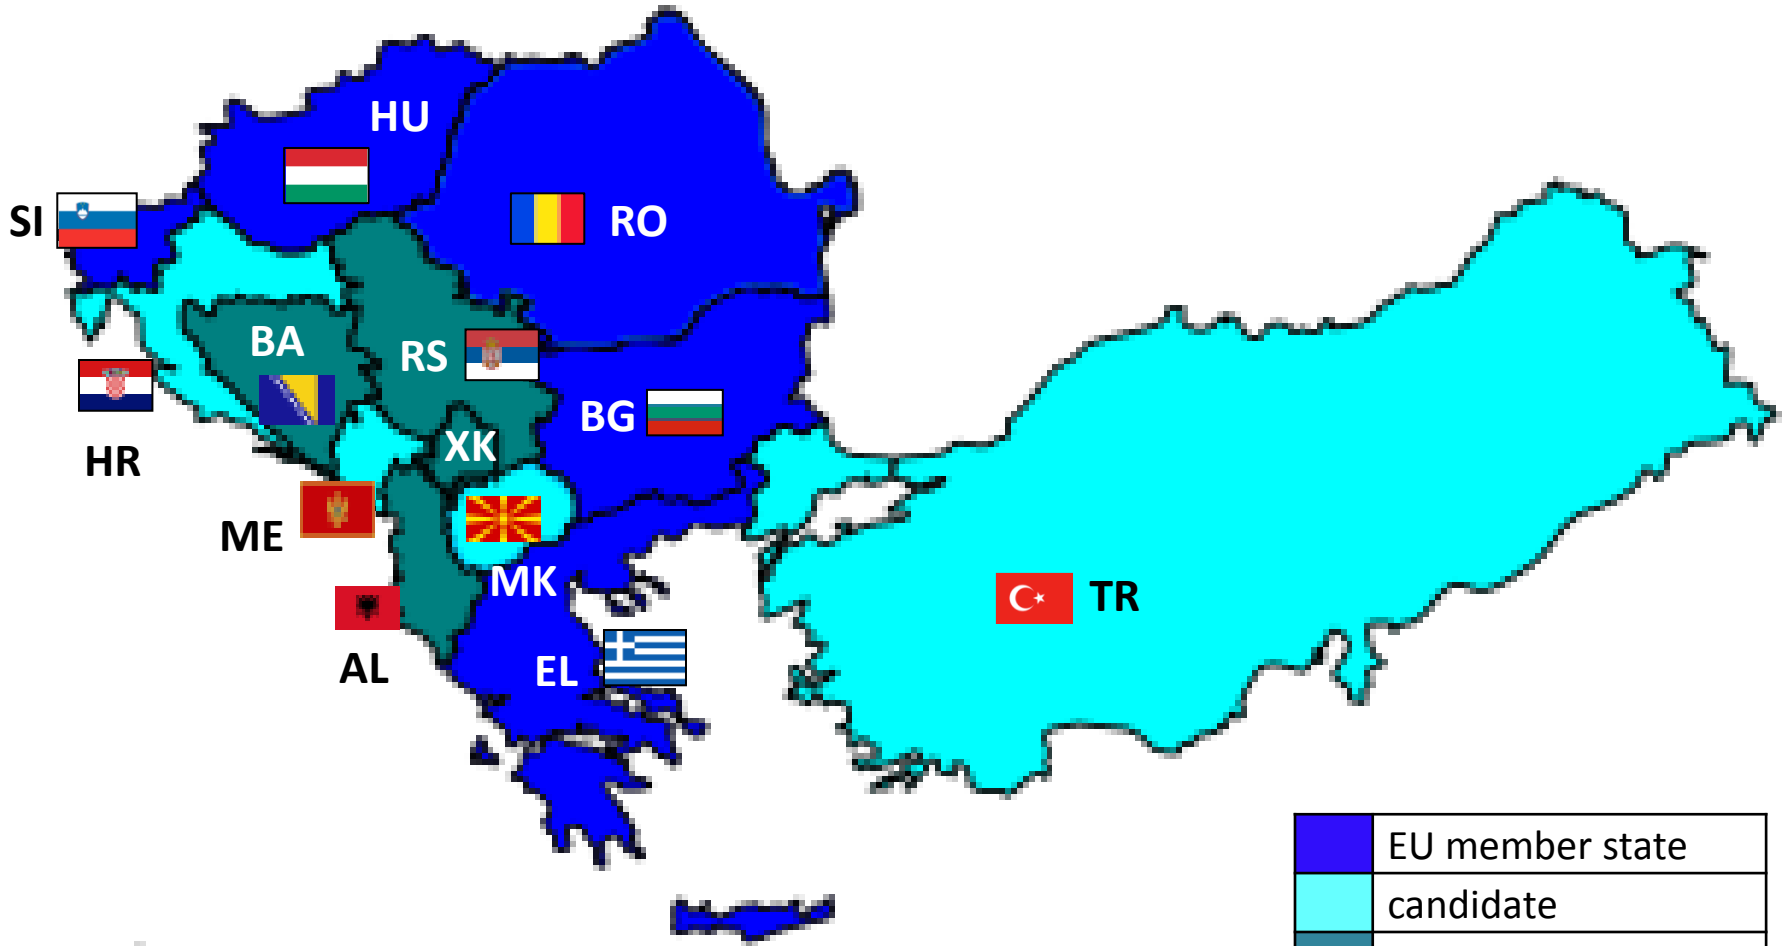 HU
SI
RO
BA
RS
BG
XK
HR
ME
MK
TR
AL
EL
EU member state
candidate